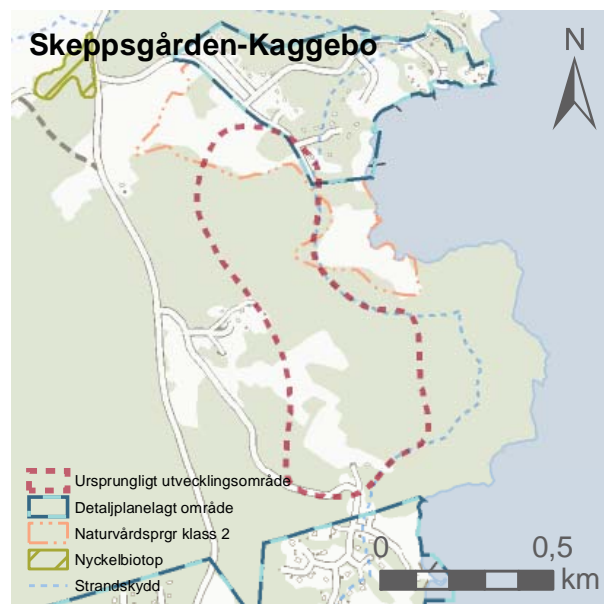 Skeppsgården-Kaggebo
N
Ursprungligt utvecklingsområde
Detaljplanelagt område
Naturvårdsprgr klass 2
Nyckelbiotop
Strandskydd
0 0,5
km